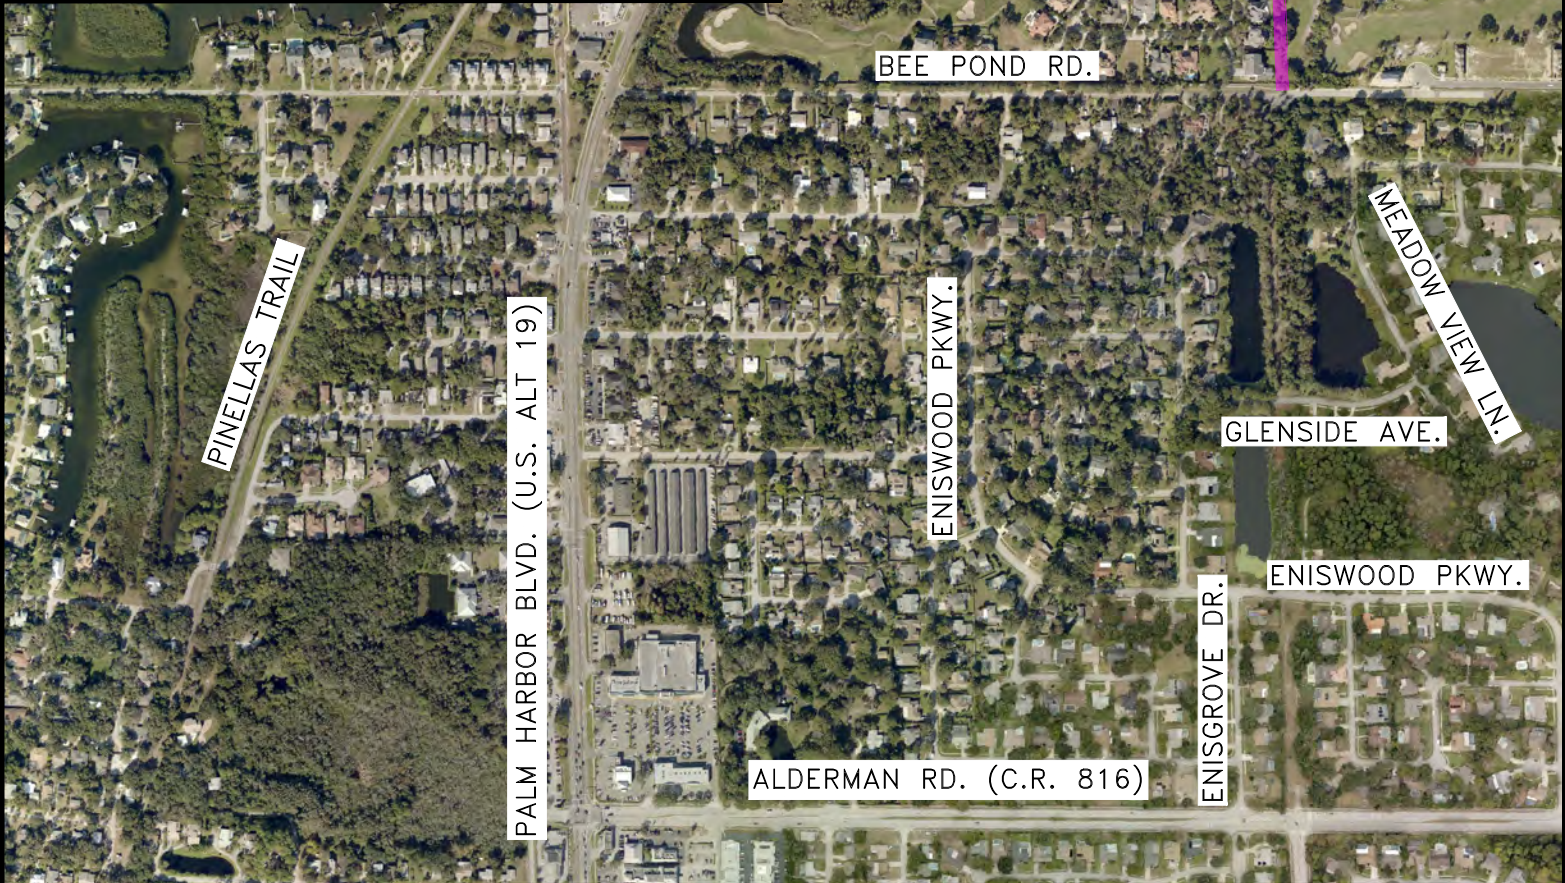 BEE POND RD.
MEADOW VIEW LN.
PINELLAS TRAIL
ENISWOOD PKWY.
PALM HARBOR BLVD. (U.S. ALT 19)
GLENSIDE AVE.
ENISWOOD PKWY.
ENISGROVE DR.
ALDERMAN RD. (C.R. 816)